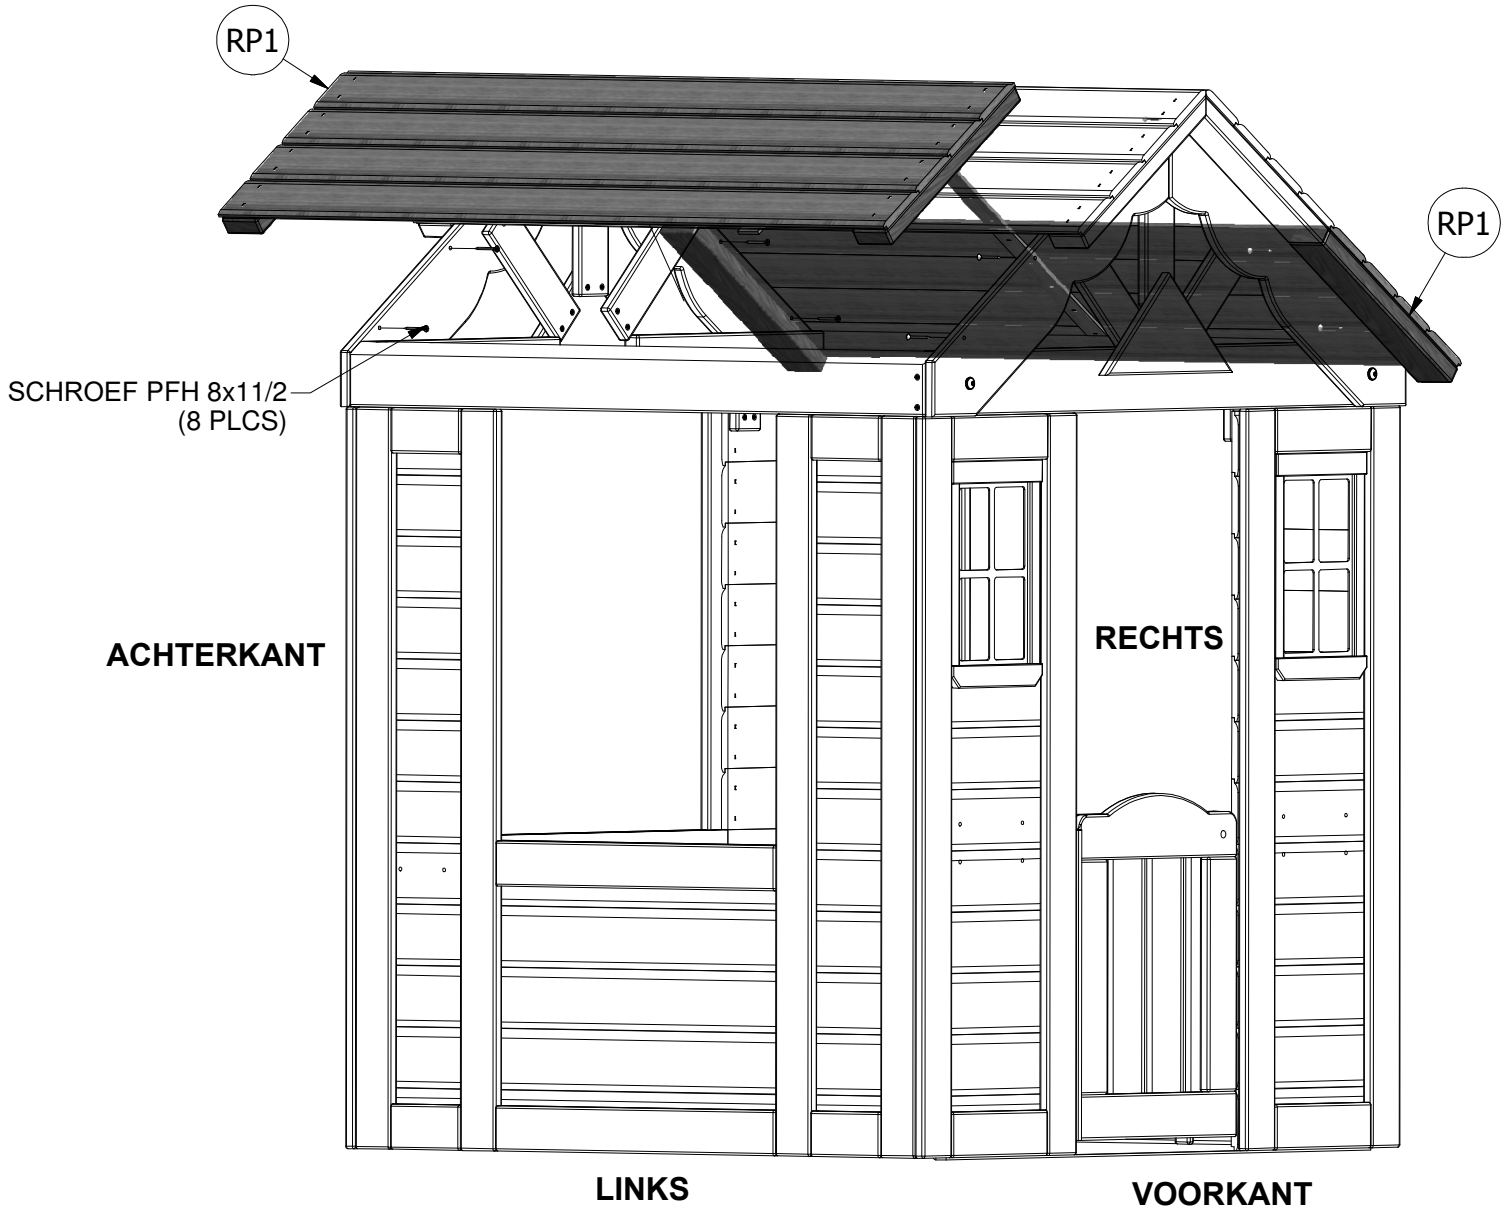 RP1
RP1
SCHROEF PFH 8x11/2
(8 PLCS)
ACHTERKANT
RECHTS
LINKS
VOORKANT